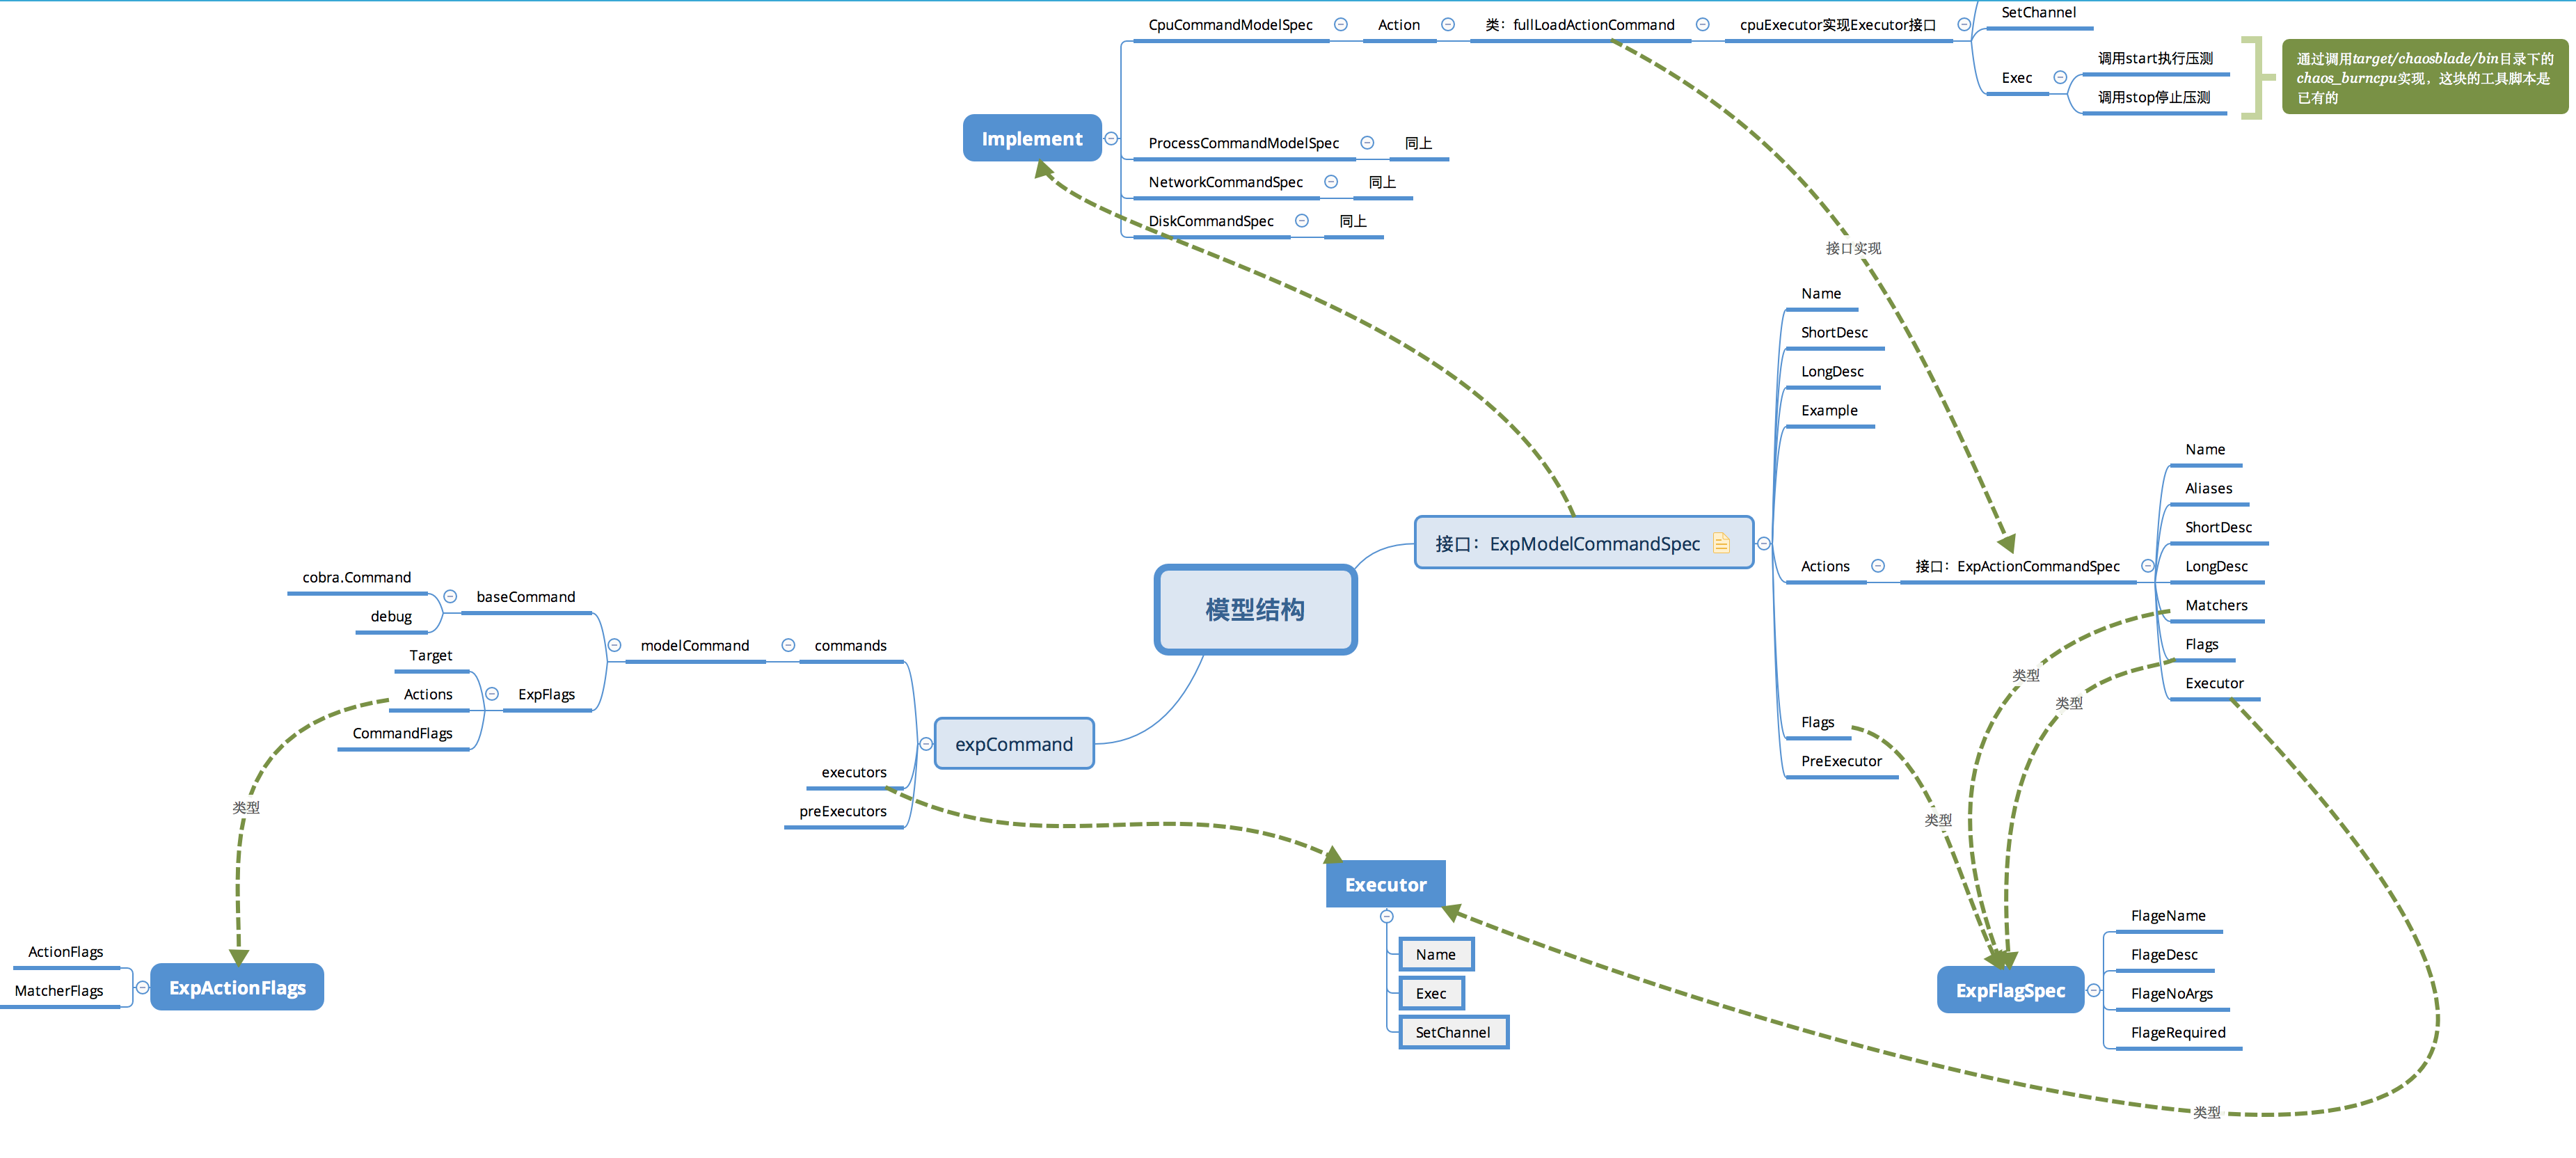 CpuCommandModelSpec
Action
类：fullLoadActionCommand
cpuExecutor实现Executor接口
SetChannel
Exec
调用start执行压测
调用stop停止压测
通过调用target/chaosblade/bin目录下的
chaos_burncpu实现，这块的工具脚本是
已有的
Implement
ProcessCommandModelSpec
同上
NetworkCommandSpec
同上
DiskCommandSpec
同上
接口实现
Name
ShortDesc
LongDesc
Example
接口：ExpModelCommandSpec
Actions
接口：ExpActionCommandSpec
Name
Aliases
ShortDesc
LongDesc
Matchers
Flags
Executor
类型
类型
Flags
PreExecutor
类型
模型结构
cobra.Command
debug
baseCommand
Target
Actions
CommandFlags
ExpFlags
modelCommand
commands
expCommand
executors
preExecutors
类型
ActionFlags
MatcherFlags
ExpActionFlags
Executor
Name
Exec
SetChannel
ExpFlagSpec
FlageName
FlageDesc
FlageNoArgs
FlageRequired
类型